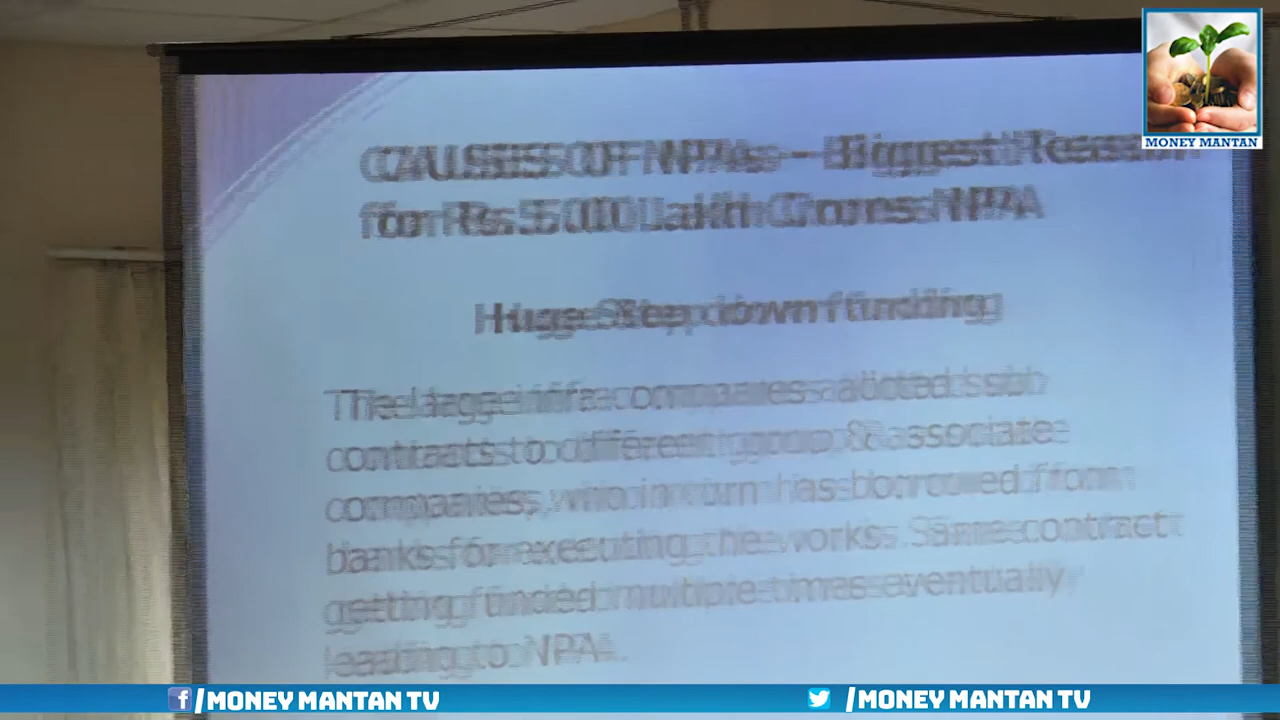 MONEY MANTAN
CAUSES OF NPAs - Biggest Reason
for Rs 5.00 Lakh Crores NPA
Huge Step down funding
The large infra companies alloted sub
contracts to different group & associate
companies, who in turn has borrowed from
banks for executing the works. Same contract
getting funded multiple times eventually
leading to NPA.
/MONEY MANTAN TV
/MONEY MANTAN TV